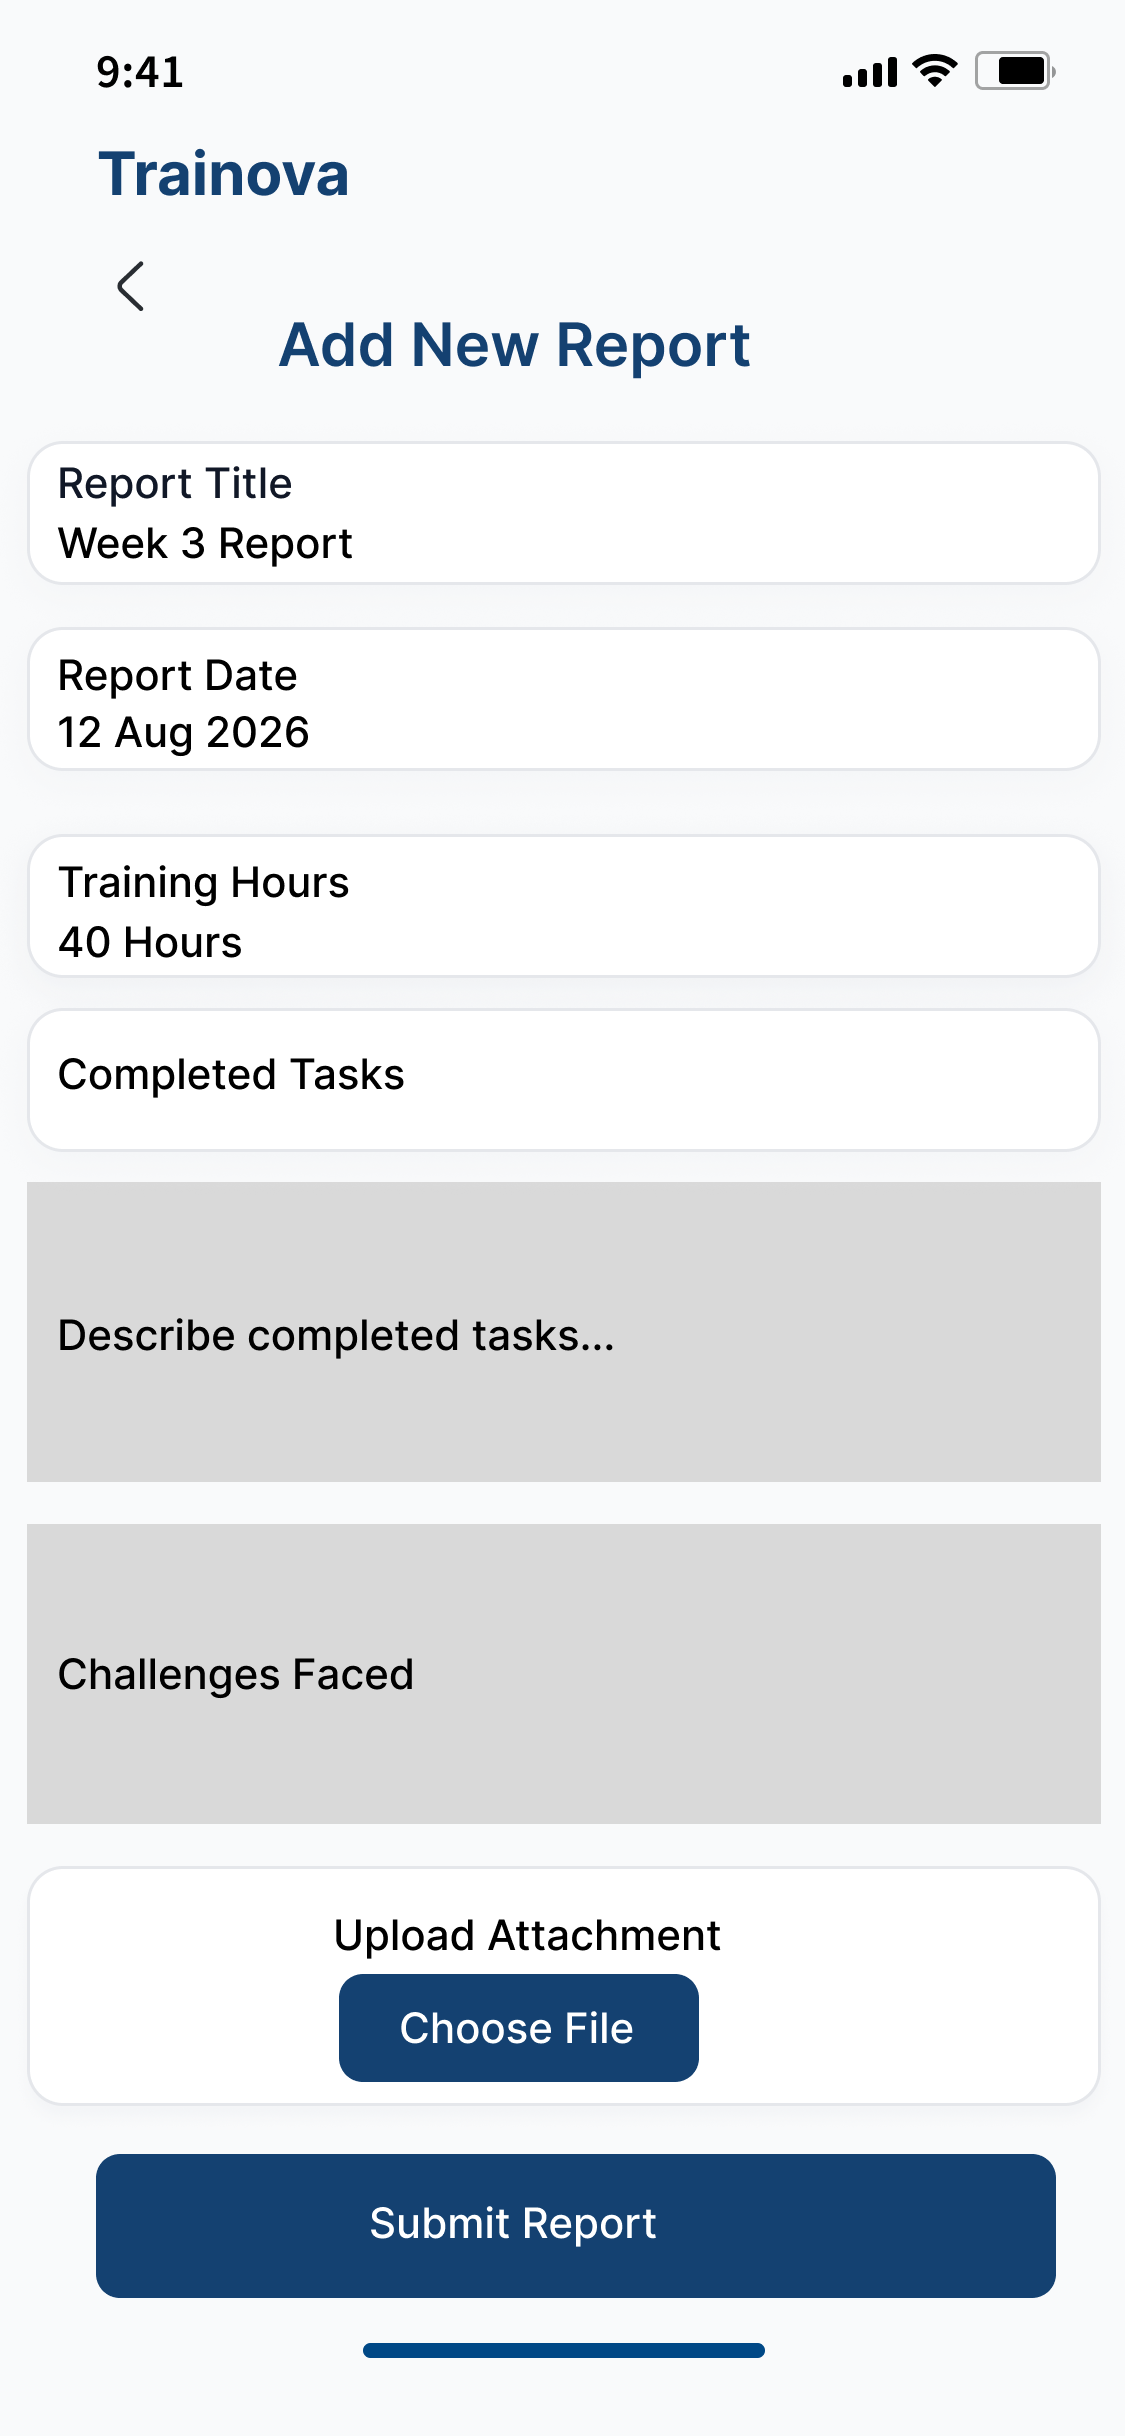 9:41
Trainova
Add New Report
Report Title
Week 3 Report
Report Date
12 Aug 2026
Training Hours
40 Hours
Completed Tasks
Describe completed tasks...
Challenges Faced
Upload Attachment
Choose File
Submit Report